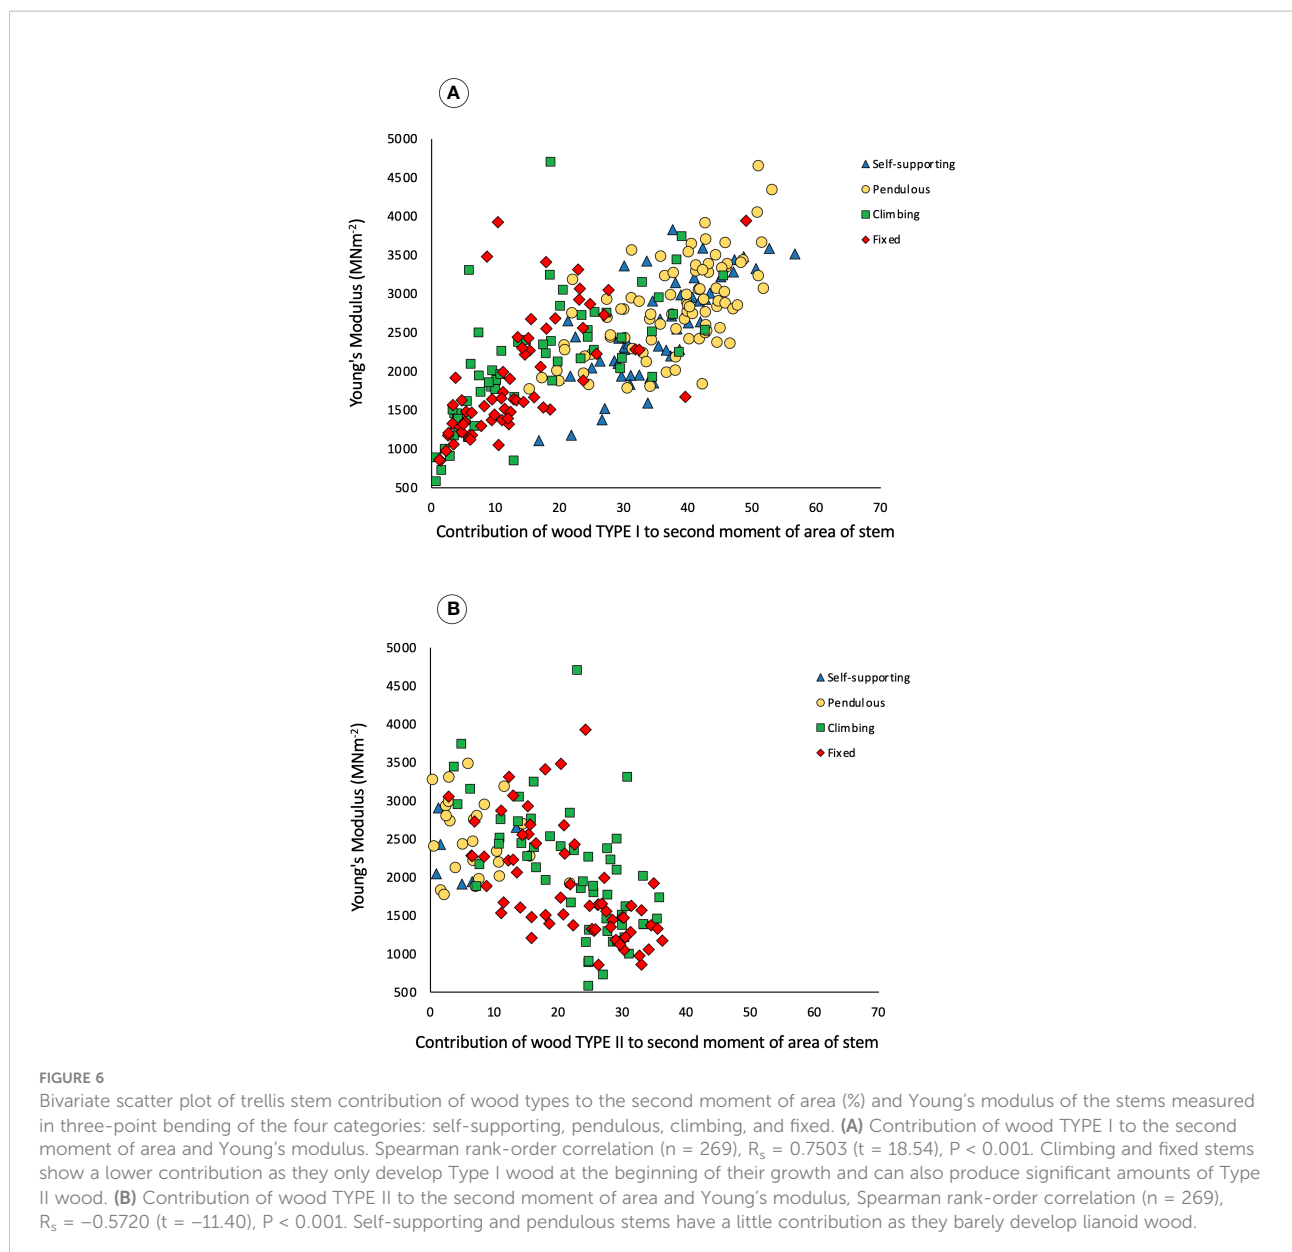 A
5000
4500
4000
3500
3000
2500
2000
1500
1000
500
Young's Modulus (MNm-2)
Self-supporting
Pendulous
Climbing
Fixed
0 10 20 30 40 50 60 70
Contribution of wood TYPE I to second moment of area of stem
B
5000
4500
4000
3500
3000
2500
2000
1500
1000
500
Young's Modulus (MNm-2)
Self-supporting
Pendulous
Climbing
Fixed
0 10 20 30 40 50 60 70
Contribution of wood TYPE II to second moment of area of stem
FIGURE 6
Bivariate scatter plot of trellis stem contribution of wood types to the second moment of area (%) and Young's modulus of the stems measured
in three-point bending of the four categories: self-supporting, pendulous, climbing, and fixed. (A) Contribution of wood TYPE I to the second
moment of area and Young's modulus. Spearman rank-order correlation (n = 269), Rs = 0.7503 (t = 18.54), P < 0.001. Climbing and fixed stems
show a lower contribution as they only develop Type I wood at the beginning of their growth and can also produce significant amounts of Type
II wood. (B) Contribution of wood TYPE II to the second moment of area and Young's modulus, Spearman rank-order correlation (n = 269),
Rs = −0.5720 (t = −11.40), P < 0.001. Self-supporting and pendulous stems have a little contribution as they barely develop lianoid wood.